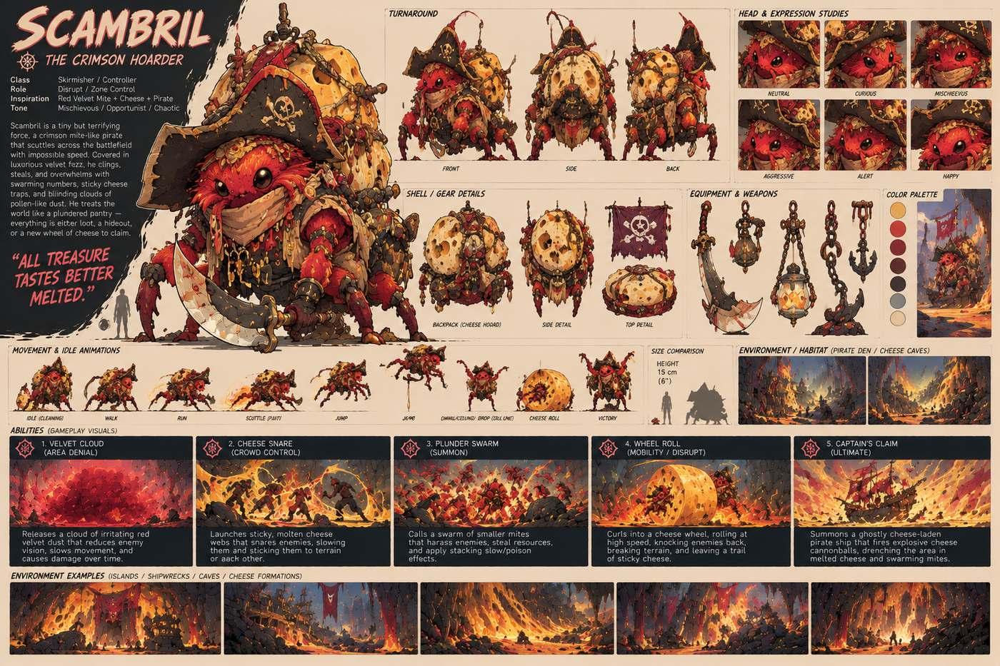 SCAMBRIL
THE CRIMSON HOARDER
Class Skirmisher / Controller
Role Disrupt / Zone Control
Inspiration Red Velvet Mite + Cheese + Pirate
Tone Mischievous / Opportunist / Chaotic
Scambril is a tiny but terrifying
force, a crimson mite-like pirate
that scuttles across the battlefield
with impossible speed. Covered in
luxurious velvet fezz, he clings,
steals, and overwhelms with
swarming numbers, sticky cheese
traps, and bliinding clouds of
pollen-like dust. He treats the
world like a plundered pantry —
everything is eitler loot, a hideout,
or a new wheel of cheese to claim.
“ALL TREASURE
TASTES BETTER
MELTED.”
TURNAROUND
FRONT
SIDE
BACK
HEAD & EXPRESSION STUDIES
NEUTRAL
CURIOUS
MISCHEEVUS
AGGRESSIVE
ALERT
HAPPY
SHELL / GEAR DETAILS
BACKPACK (CHEESE HOARD)
SIDE DETAIL
TOP DETAIL
EQUIPMENT & WEAPONS
COLOR PALETTE
MOVEMENT & IDLE ANIMATIONS
IDLE (CLEANING)
WALK
RUN
SCUTTLE
JUMP
DROP
CHEESE ROLL
VICTORY
SIZE COMPARISON
HEIGHT
15 cm
(6")
ENVIRONMENT / HABITAT (PIRATE DEN / CHEESE CAVES)
ABILITIES (GAMEPLAY VISUALS)
1. VELVET CLOUD
(AREA DENIAL)
Releases a cloud of irritating red
velvet dust that reduces enemy
vision, slows movement, and
causes damage over time.
2. CHEESE SNARE
(CROWD CONTROL)
Launches sticky, molten cheese
webs that snares enemies, slowing
them and sticking them to terrain
or aach other.
3. PLUNDER SWARM
(SUMMON)
Calls a swarm of smaller mites
that harass enemies, steal resources,
and apply stacking slow/poison
effects.
4. WHEEL ROLL
(MOBILITY / DISRUPT)
Curls into a cheese wheel, rolling at
high speed, knocking enemies back,
breaking terrain, and leaving a trail
of sticky cheese.
5. CAPTAIN'S CLAIM
(ULTIMATE)
Summons a ghostly cheese-laden
pirate ship that fires explosive cheese
cannonballs, drenching the area in
melted cheese and swarming mites.
ENVIRONMENT EXAMPLES (ISLANDS / SHIPWRECKS / CAVES / CHEESE FORMATIONS)